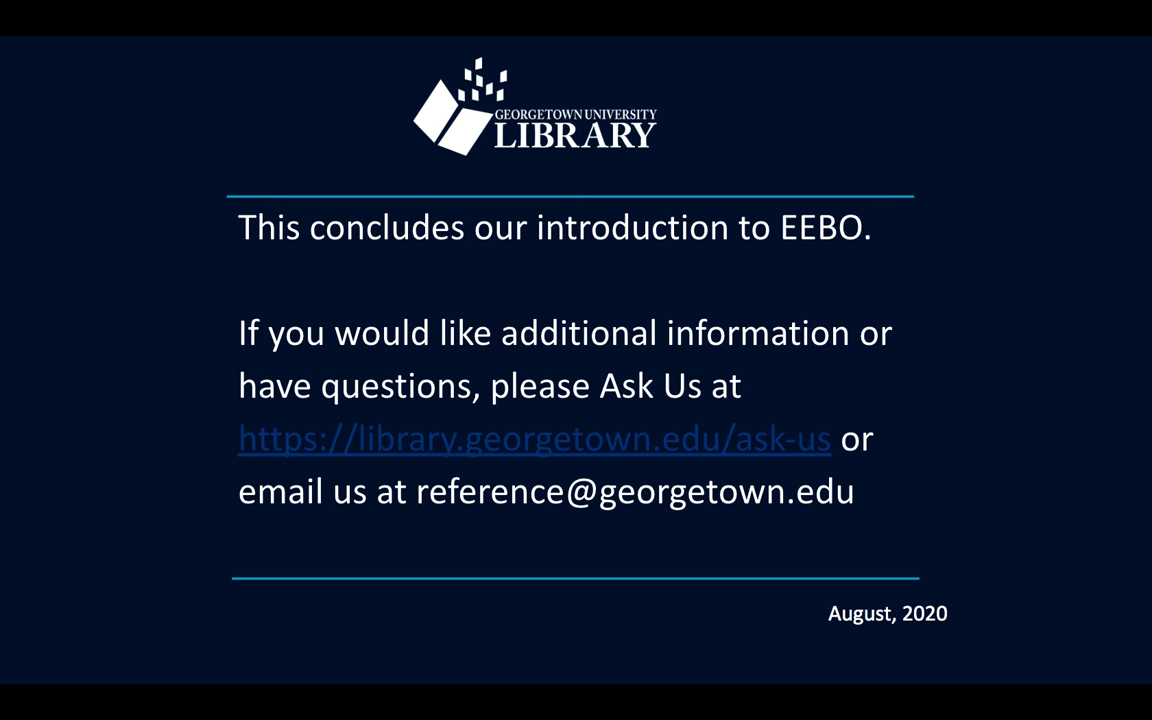 GEORGETOWN UNIVERSITY
LIBRARY
This concludes our introduction to EEBO.
If you would like additional information or
have questions, please Ask Us at
https://library.georgetown.edu/ask-us or
email us at reference@georgetown.edu
August, 2020